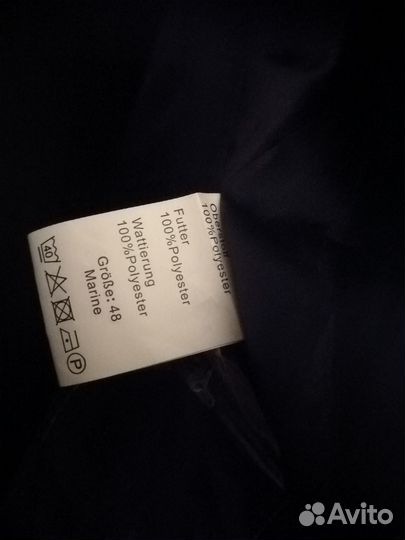 100%Polyester
Futter
100%Polyester
Wattierung
100%Polyester
Größe: 48
Marine
40
P
Avito